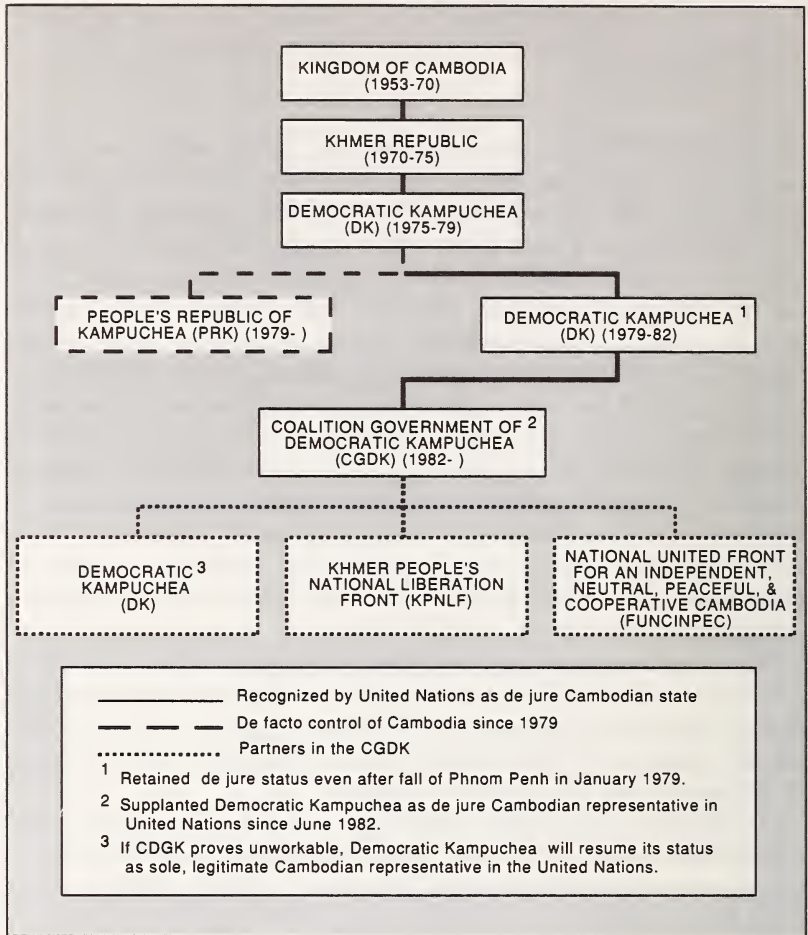 KINGDOM OF CAMBODIA
(1953-70)
KHMER REPUBLIC
(1970-75)
DEMOCRATIC KAMPUCHEA
(DK) (1975-79)
PEOPLE'S REPUBLIC OF
KAMPUCHEA (PRK) (1979- )
DEMOCRATIC KAMPUCHEA 1
(DK) (1979-82)
COALITION GOVERNMENT OF 2
DEMOCRATIC KAMPUCHEA
(CGDK) (1982- )
DEMOCRATIC 3
KAMPUCHEA
(DK)
KHMER PEOPLE'S
NATIONAL LIBERATION
FRONT (KPNLF)
NATIONAL UNITED FRONT
FOR AN INDEPENDENT,
NEUTRAL, PEACEFUL, &
COOPERATIVE CAMBODIA
(FUNCINPEC)
Recognized by United Nations as de jure Cambodian state
De facto control of Cambodia since 1979
Partners in the CGDK
1 Retained de jure status even after fall of Phnom Penh in January 1979.
2 Supplanted Democratic Kampuchea as de jure Cambodian representative in
United Nations since June 1982.
3 If CDGK proves unworkable, Democratic Kampuchea will resume its status
as sole, legitimate Cambodian representative in the United Nations.